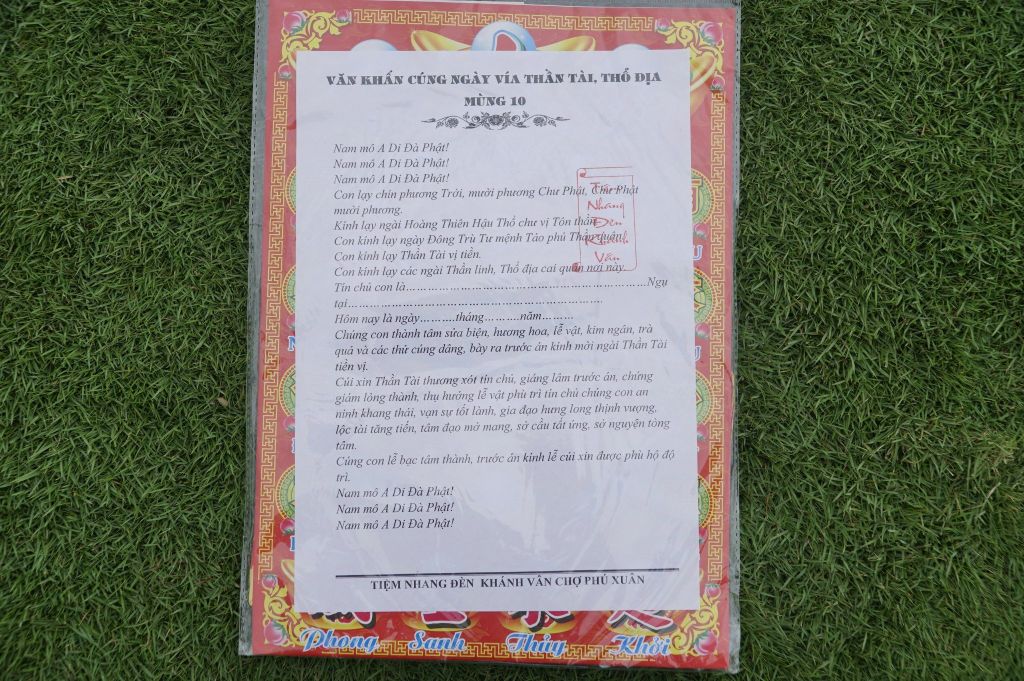 VĂN KHẤN CÚNG NGÀY VÍA THẦN TÀI, THỔ ĐỊA
MÙNG 10
Nam mô A Di Đà Phật!
Nam mô A Di Đà Phật!
Nam mô A Di Đà Phật!
Con lạy chín phương Trời, mười phương Chư Phật, Chư Phật
mười phương.
Kính lạy ngài Hoàng Thiên Hậu Thổ chư vị Tôn thần
Con kính lạy ngày Đông Trù Tư mệnh Táo phủ Thần quân
Con kính lạy Thần Tài vị tiền.
Con kính lạy các ngài Thần linh, Thổ địa cai quản nơi này.
Tín chủ con là……………………………………………………Ngụ
tại……………………………………………………….
Hôm nay là ngày……….tháng……….năm………
Chúng con thành tâm sửa biện, hương hoa, lễ vật, kim ngân, trà
quả và các thứ cúng dâng, bày ra trước án kính mời ngài Thần Tài
tiền vị.
Cúi xin Thần Tài thương xót tín chủ, giáng lâm trước án, chứng
giám lòng thành, thụ hưởng lễ vật phù trì tín chủ chúng con an
ninh khang thái, vạn sự tốt lành, gia đạo hưng long thịnh vượng,
lộc tài tăng tiến, tâm đạo mở mang, sở cầu tất ứng, sở nguyện tòng
tâm.
Cúng con lễ bạc tâm thành, trước án kính lễ cúi xin được phù hộ độ
trì.
Nam mô A Di Đà Phật!
Nam mô A Di Đà Phật!
Nam mô A Di Đà Phật!
Nhang
Đèn
Khánh
Vân
TIỆM NHANG ĐÈN KHÁNH VÂN CHỢ PHÚ XUÂN
Phong Sanh Thủy Khởi